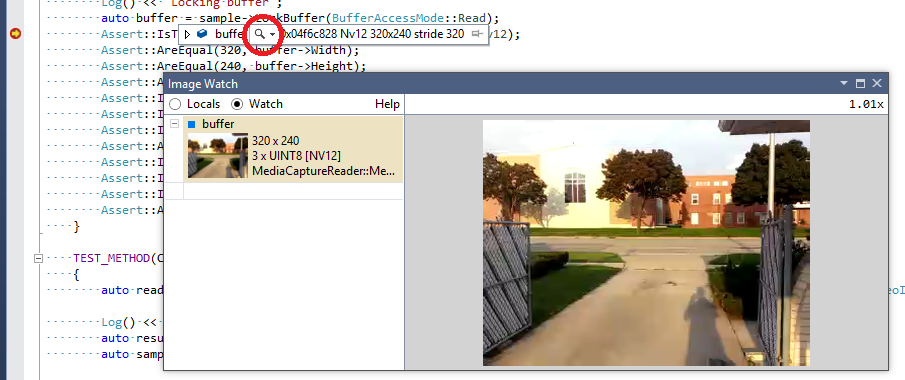 Log() << "Locking buffer";
auto buffer = sample->LockBuffer(BufferAccessMode::Read);
Assert::IsT
buffe
0x04f6c828 Nv12 320x240 stride 320
v12);
Assert::AreEqual(320, buffer->Width);
Assert::AreEqual(240, buffer->Height);
Assert::A
Assert::I
Assert::I
Assert::A
Assert::I
Assert::I
Assert::I
Assert::A
}
Image Watch
Locals
Watch
Help
1.01x
buffer
320 x 240
3 x UINT8 [NV12]
MediaCaptureReader::Me...
TEST_METHOD(C
{
auto read
eoI
Log() <<
auto resu
auto samp